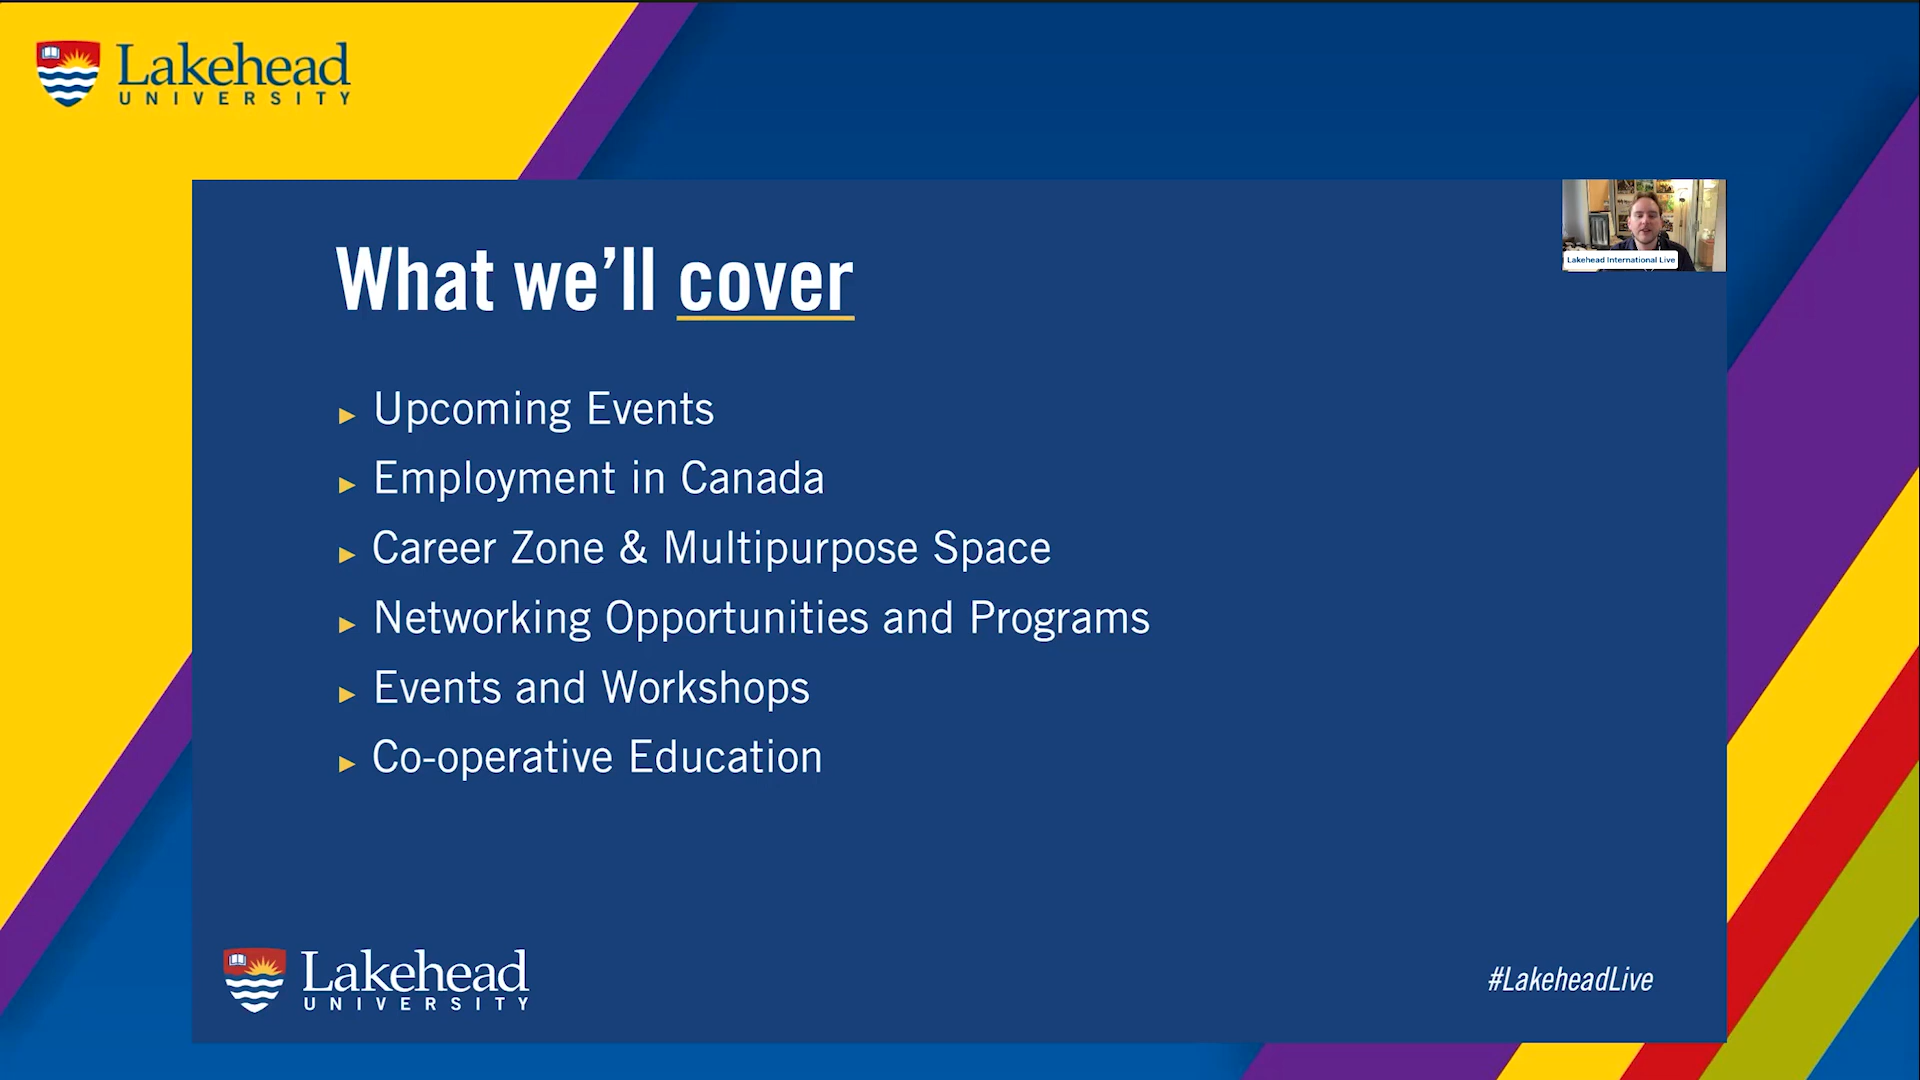 Lakehead
UNIVERSITY
Lakehead International Live
What we’ll cover
► Upcoming Events
► Employment in Canada
► Career Zone & Multipurpose Space
► Networking Opportunities and Programs
► Events and Workshops
► Co-operative Education
Lakehead
UNIVERSITY
#LakeheadLive